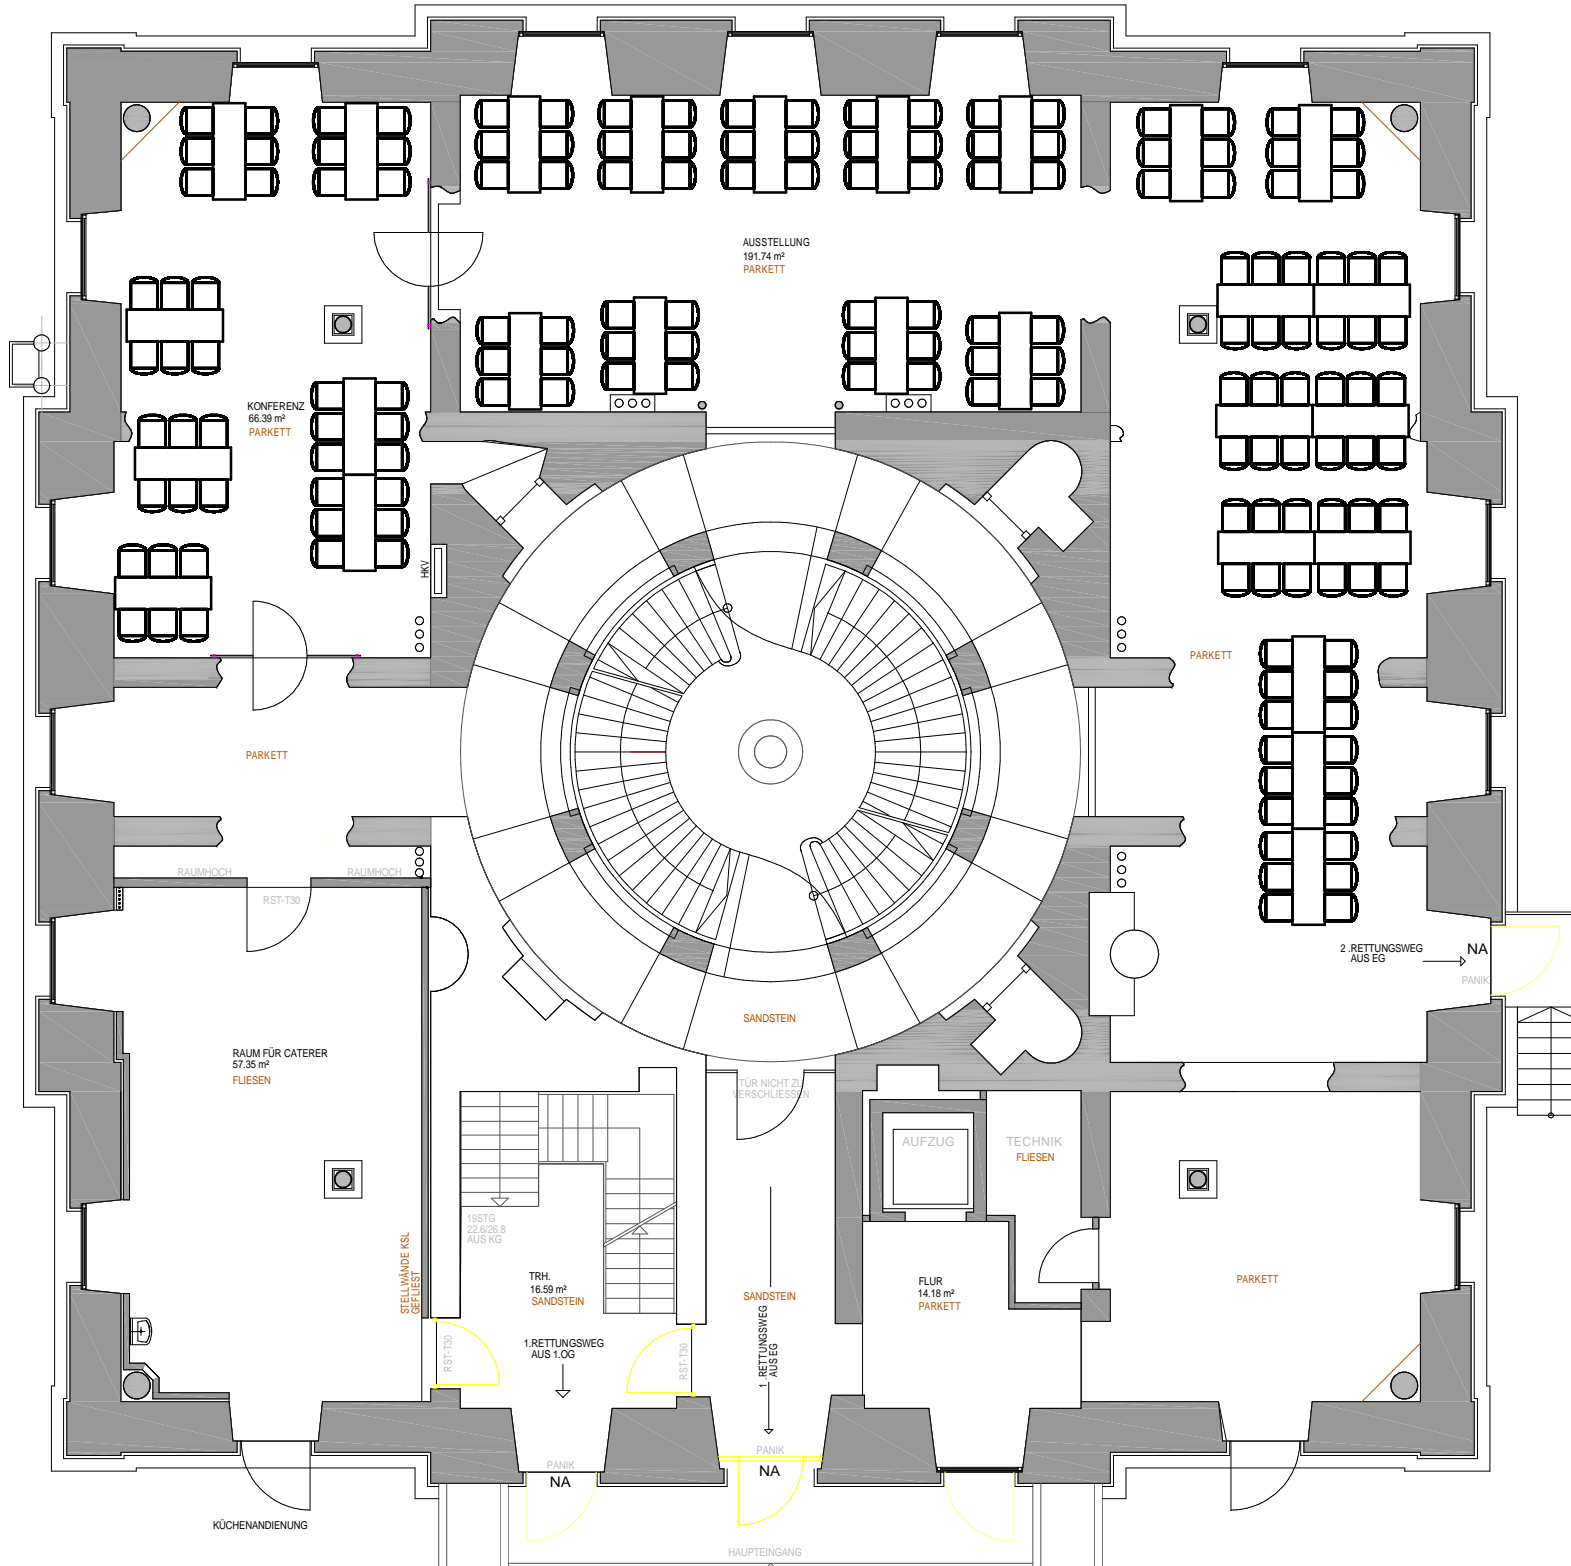 AUSSTELLUNG
191.74 m²
PARKETT
KONFERENZ
66.39 m²
PARKETT
HKV
PARKETT
PARKETT
RAUMHOCH
RAUMHOCH
RST-T30
2 .RETTUNGSWEG
AUS EG
NA
PANIK
SANDSTEIN
RAUM FÜR CATERER
57.35 m²
FLIESEN
TÜR NICHT ZU
VERSCHLIESSEN
AUFZUG
TECHNIK
FLIESEN
19STG
22.6/26.8
AUS KG
STELLWÄNDE KSL
GEFLIEST
TRH.
16.59 m²
SANDSTEIN
SANDSTEIN
FLUR
14.18 m²
PARKETT
PARKETT
1.RETTUNGSWEG
AUS 1.OG
RST-T30
RST-T30
1 .RETTUNGSWEG
AUS EG
PANIK
NA
PANIK
NA
KÜCHENANDIENUNG
HAUPTEINGANG